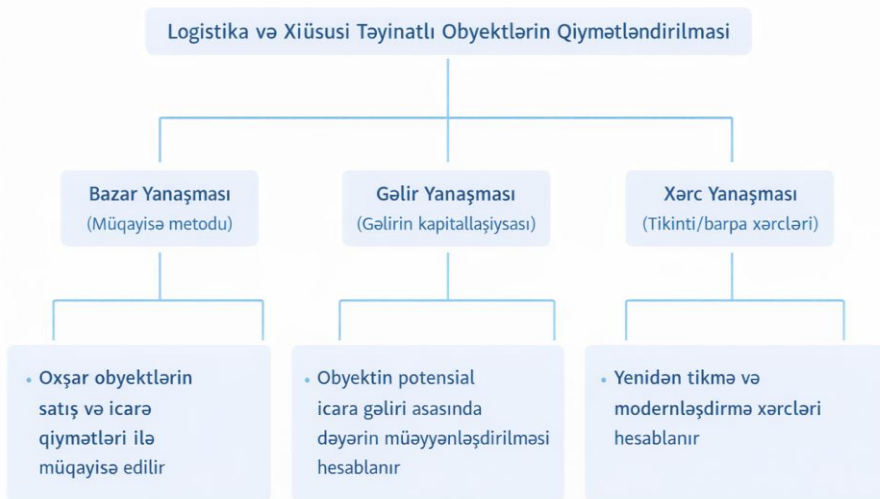 Logistika və Xiüsusi Təyinatlı Obyektlərin Qiymətləndirilməsi
Bazar Yanaşması
(Müqayisə metodu)
Gəlir Yanaşması
(Gəlirin kapitallaşiysası)
Xərc Yanaşması
(Tikinti/barpa xərcləri)
• Oxşar obyektlərin
satış və icarə
qiymətləri ilə
müqayisə edilir
• Obyektin potensial
icara gəliri asasında
dəyərin müəyyənləşdirilməsi
hesablanır
• Yenidən tikmə və
modernləşdirmə xərcləri
hesablanır